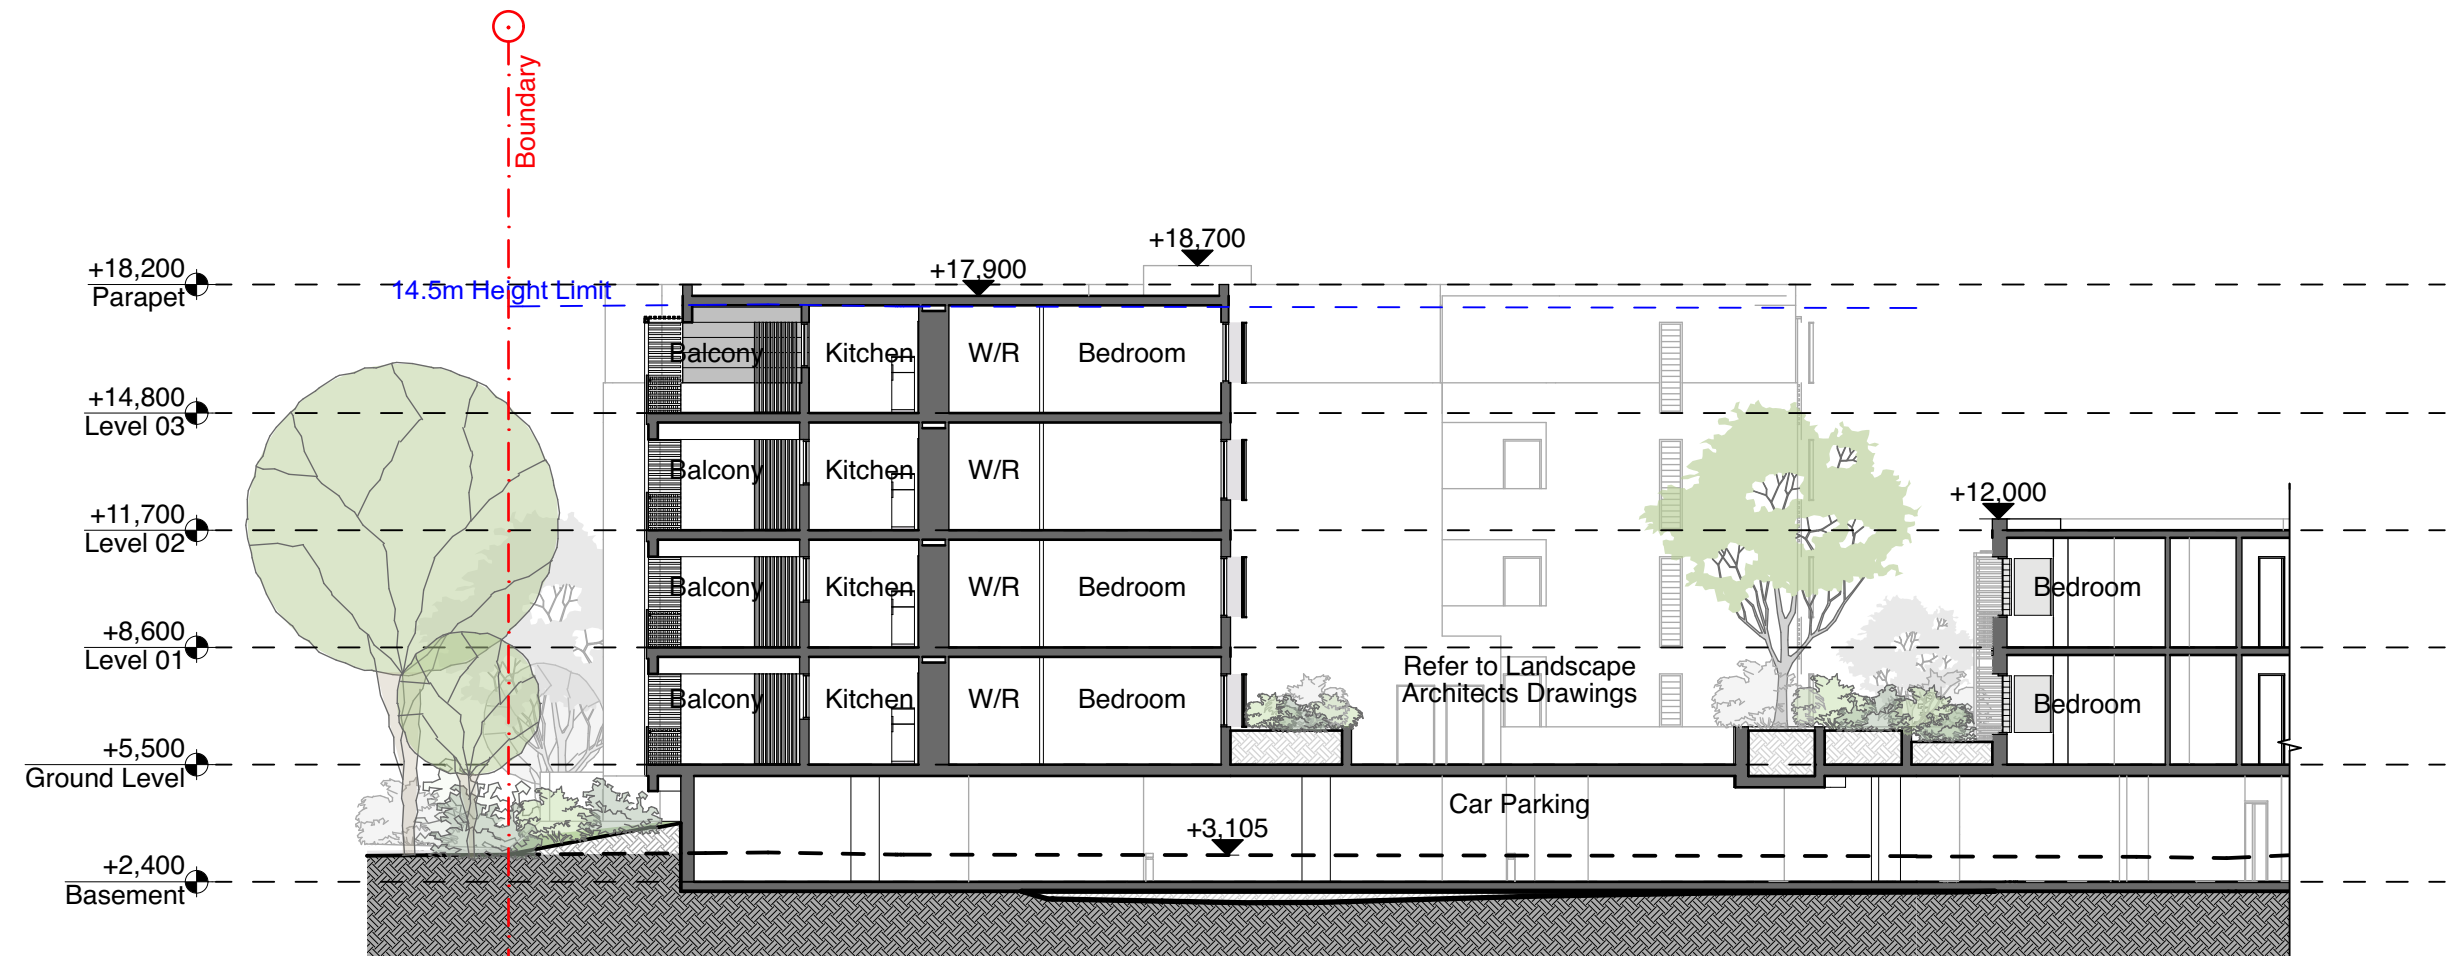 Boundary
+18,700
+18,200
Parapet
14.5m Height Limit
+17,900
Balcony
Kitchen
W/R
Bedroom
+14,800
Level 03
Balcony
Kitchen
W/R
+12,000
+11,700
Level 02
Balcony
Kitchen
W/R
Bedroom
Bedroom
+8,600
Level 01
Refer to Landscape
Architects Drawings
Balcony
Kitchen
W/R
Bedroom
Bedroom
+5,500
Ground Level
Car Parking
+3,105
+2,400
Basement